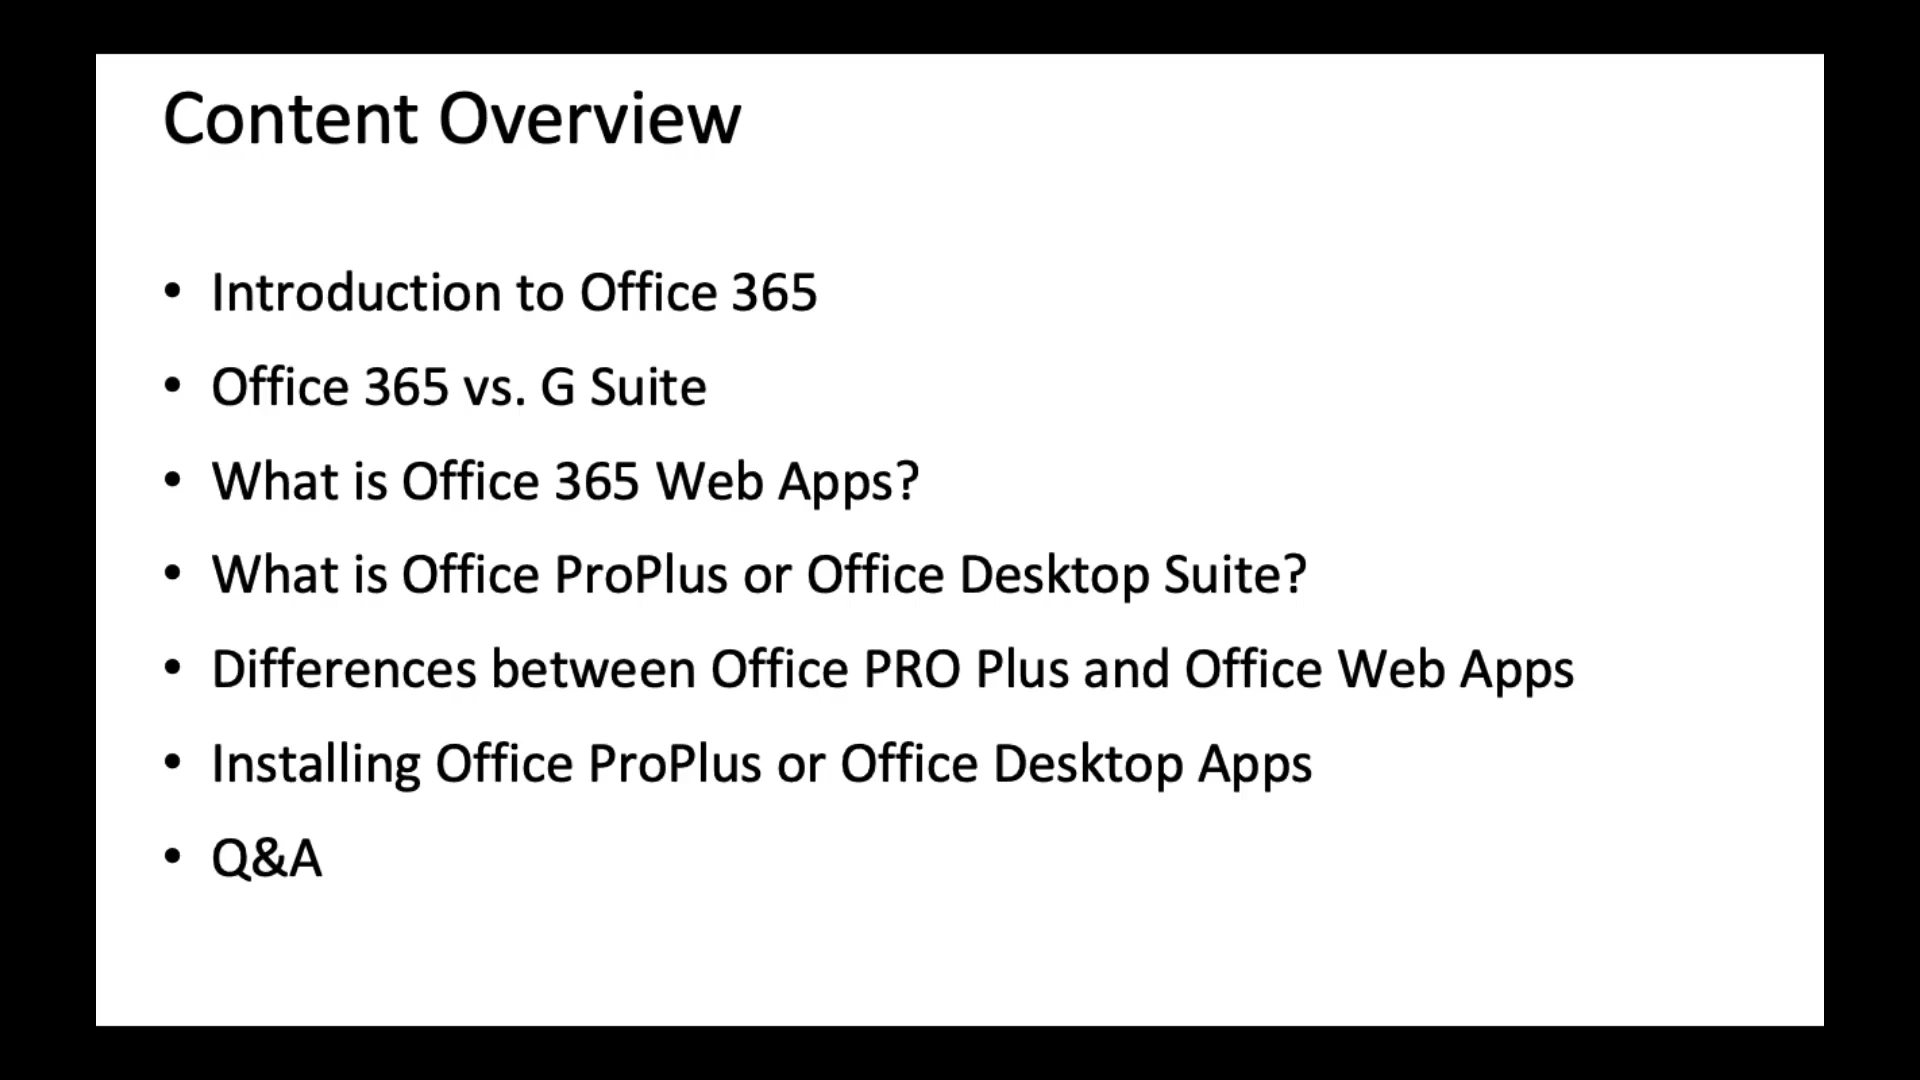 Content Overview
• Introduction to Office 365
• Office 365 vs. G Suite
• What is Office 365 Web Apps?
• What is Office ProPlus or Office Desktop Suite?
• Differences between Office PRO Plus and Office Web Apps
• Installing Office ProPlus or Office Desktop Apps
• Q&A